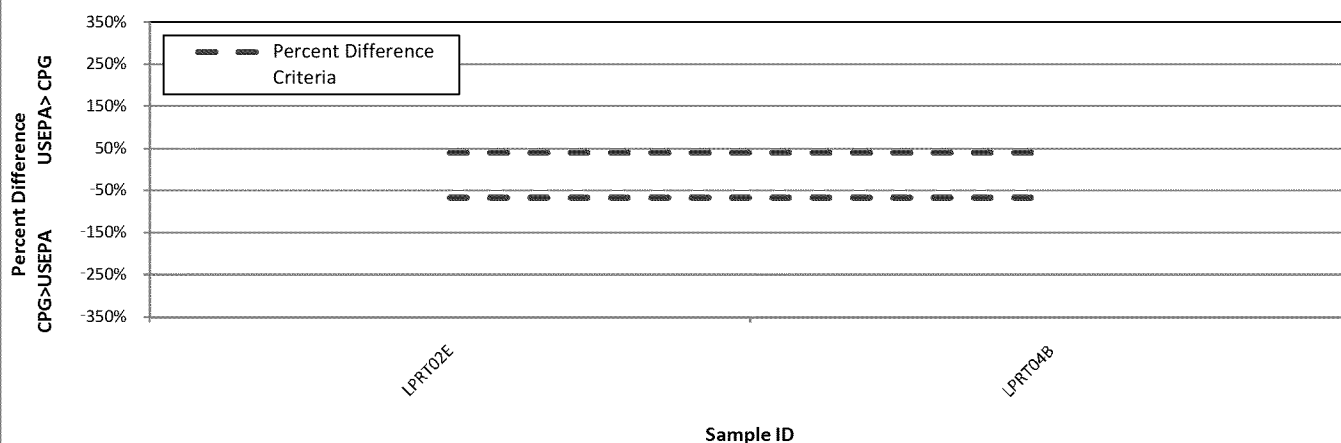 350%
250%
150%
50%
-50%
-150%
-250%
-350%
Percent Difference
CPG>USEPA USEPA> CPG
Percent Difference
Criteria
LPRT02E
LPRT04B
Sample ID